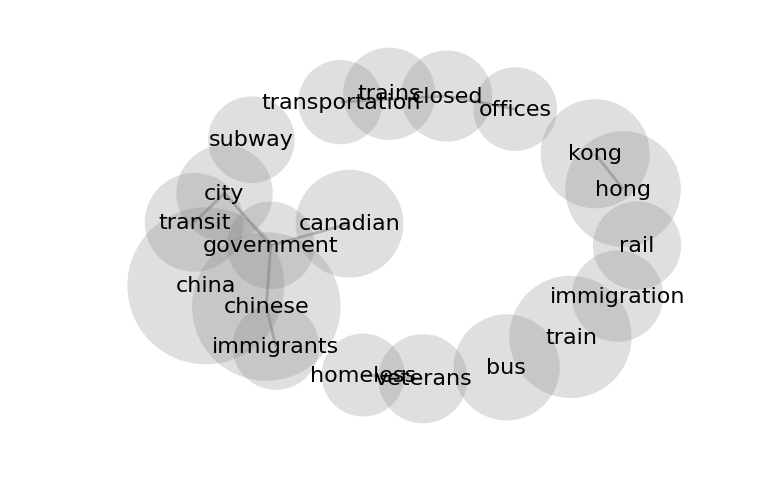 trains
closed
transportation
offices
subway
kong
hong
city
transit
canadian
government
rail
china
immigration
chinese
train
immigrants
bus
homeless
veterans